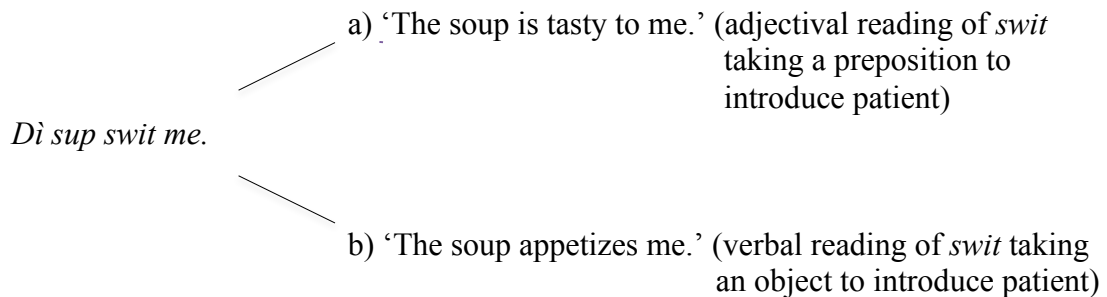 a) ‘The soup is tasty to me.’ (adjectival reading of swit
taking a preposition to
introduce patient)
Dì sup swit me.
b) ‘The soup appetizes me.’ (verbal reading of swit taking
an object to introduce patient)